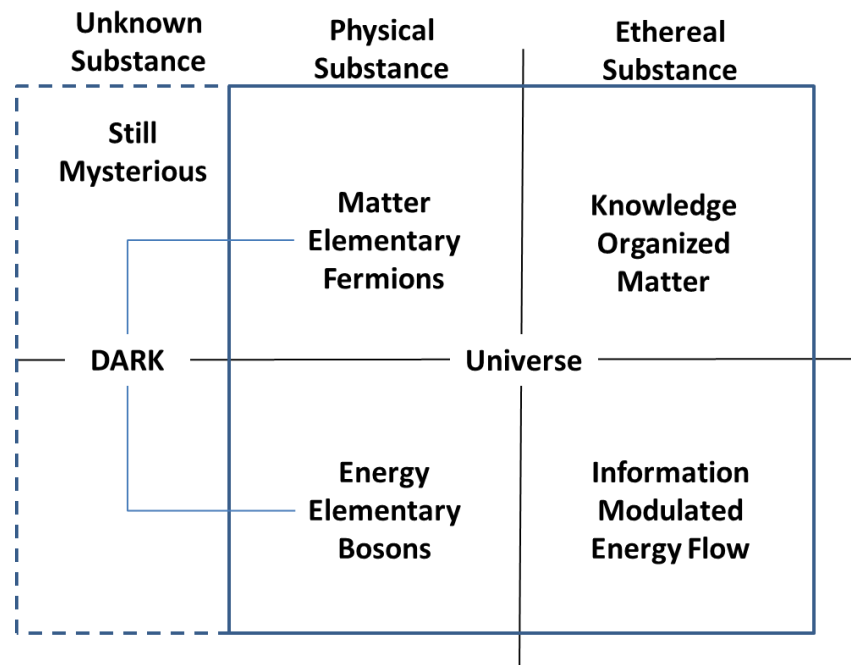 Unknown
Substance
Physical
Substance
Ethereal
Substance
Still
Mysterious
Matter
Elementary
Fermions
Knowledge
Organized
Matter
DARK
Universe
Energy
Elementary
Bosons
Information
Modulated
Energy Flow